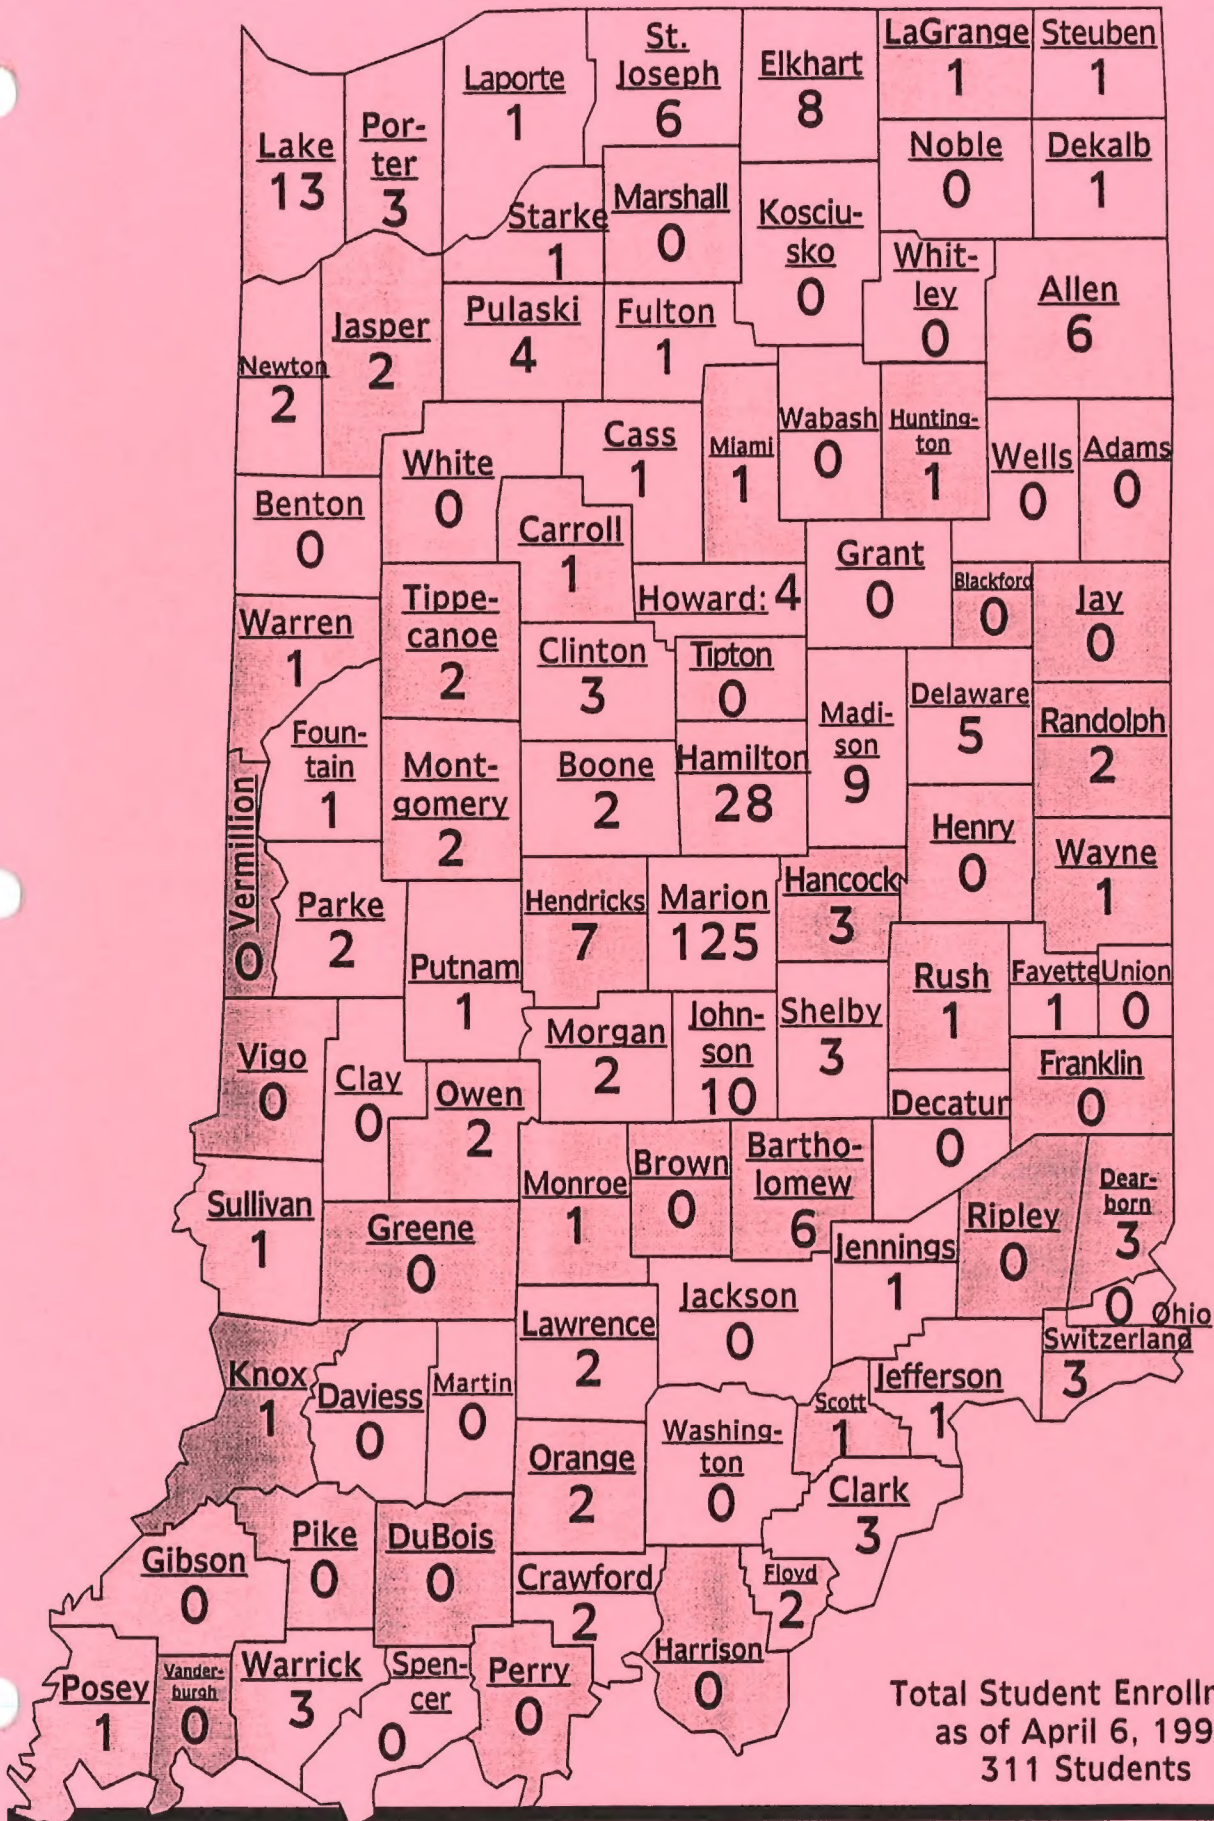 St.
Joseph
6
Elkhart
8
LaGrange
1
Steuben
1
Laporte
1
Lake
13
Por-
ter
3
Noble
0
Dekalb
1
Starke
1
Marshall
0
Kosciu-
sko
0
Whit-
ley
0
Allen
6
Newton
2
Jasper
2
Pulaski
4
Fulton
1
White
0
Cass
1
Miami
1
Wabash
0
Hunting-
ton
1
Wells
0
Adams
0
Benton
0
Carroll
1
Howard: 4
Grant
0
Blackford
0
Jay
0
Warren
1
Tippe-
canoe
2
Clinton
3
Tipton
0
Madi-
son
9
Delaware
5
Randolph
2
Foun-
tain
1
Mont-
gomery
2
Boone
2
Hamilton
28
Henry
0
Wayne
1
Vermillion
0
Parke
2
Putnam
1
Hendricks
7
Marion
125
Hancock
3
Rush
1
Fayette
1
Union
0
Vigo
0
Clay
0
Owen
2
Morgan
2
John-
son
10
Shelby
3
Decatur
0
Franklin
0
Sullivan
1
Greene
0
Monroe
1
Brown
0
Bartho-
lomew
6
Jennings
1
Ripley
0
Dear-
born
3
0 Ohio
Switzerland
3
Knox
1
Daviess
0
Martin
0
Lawrence
2
Jackson
0
Scott
1
Jefferson
1
Orange
2
Washing-
ton
0
Clark
3
Gibson
0
Pike
0
DuBois
0
Crawford
2
Floyd
2
Harrison
0
Posey
1
Vander-
burgh
0
Warrick
3
Spen-
cer
0
Perry
0
Total Student Enrollm
as of April 6, 199
311 Students